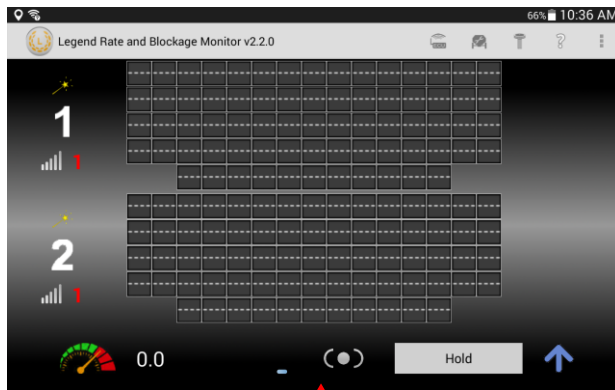 66% 10:36 AM
Legend Rate and Blockage Monitor v2.2.0
1
1
2
1
0.0
Hold